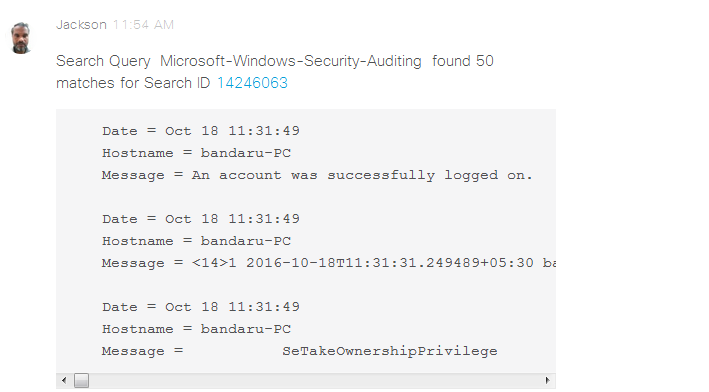 Jackson 11:54 AM
Search Query Microsoft-Windows-Security-Auditing found 50
matches for Search ID 14246063
Date = Oct 18 11:31:49
Hostname = bandaru-PC
Message = An account was successfully logged on.
Date = Oct 18 11:31:49
Hostname = bandaru-PC
Message = <14>1 2016-10-18T11:31:31.249489+05:30
Date = Oct 18 11:31:49
Hostname = bandaru-PC
Message = SeTakeOwnershipPrivilege